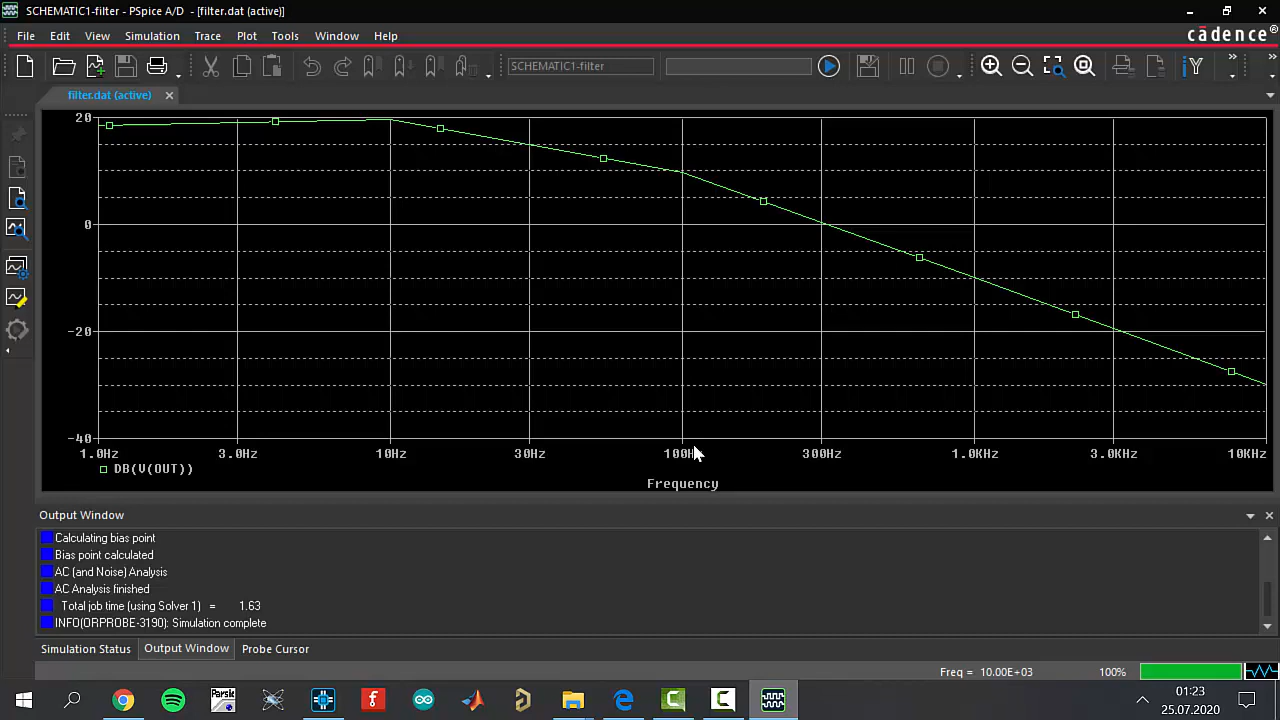 SCHEMATIC1-filter - PSpice A/D - [filter.dat (active)]
File Edit View Simulation Trace Plot Tools Window Help
cādence®
SCHEMATIC1-filter
filter.dat (active)
20
0
-20
-40
1.0Hz 3.0Hz 10Hz 30Hz 100Hz 300Hz 1.0KHz 3.0KHz 10KHz
DB(V(OUT))
Frequency
Output Window
Calculating bias point
Bias point calculated
AC (and Noise) Analysis
AC Analysis finished
Total job time (using Solver 1) = 1.63
INFO(ORPROBE-3190): Simulation complete
Simulation Status Output Window Probe Cursor
Freq = 10.00E+03 100%
Parsik
01:23
25.07.2020